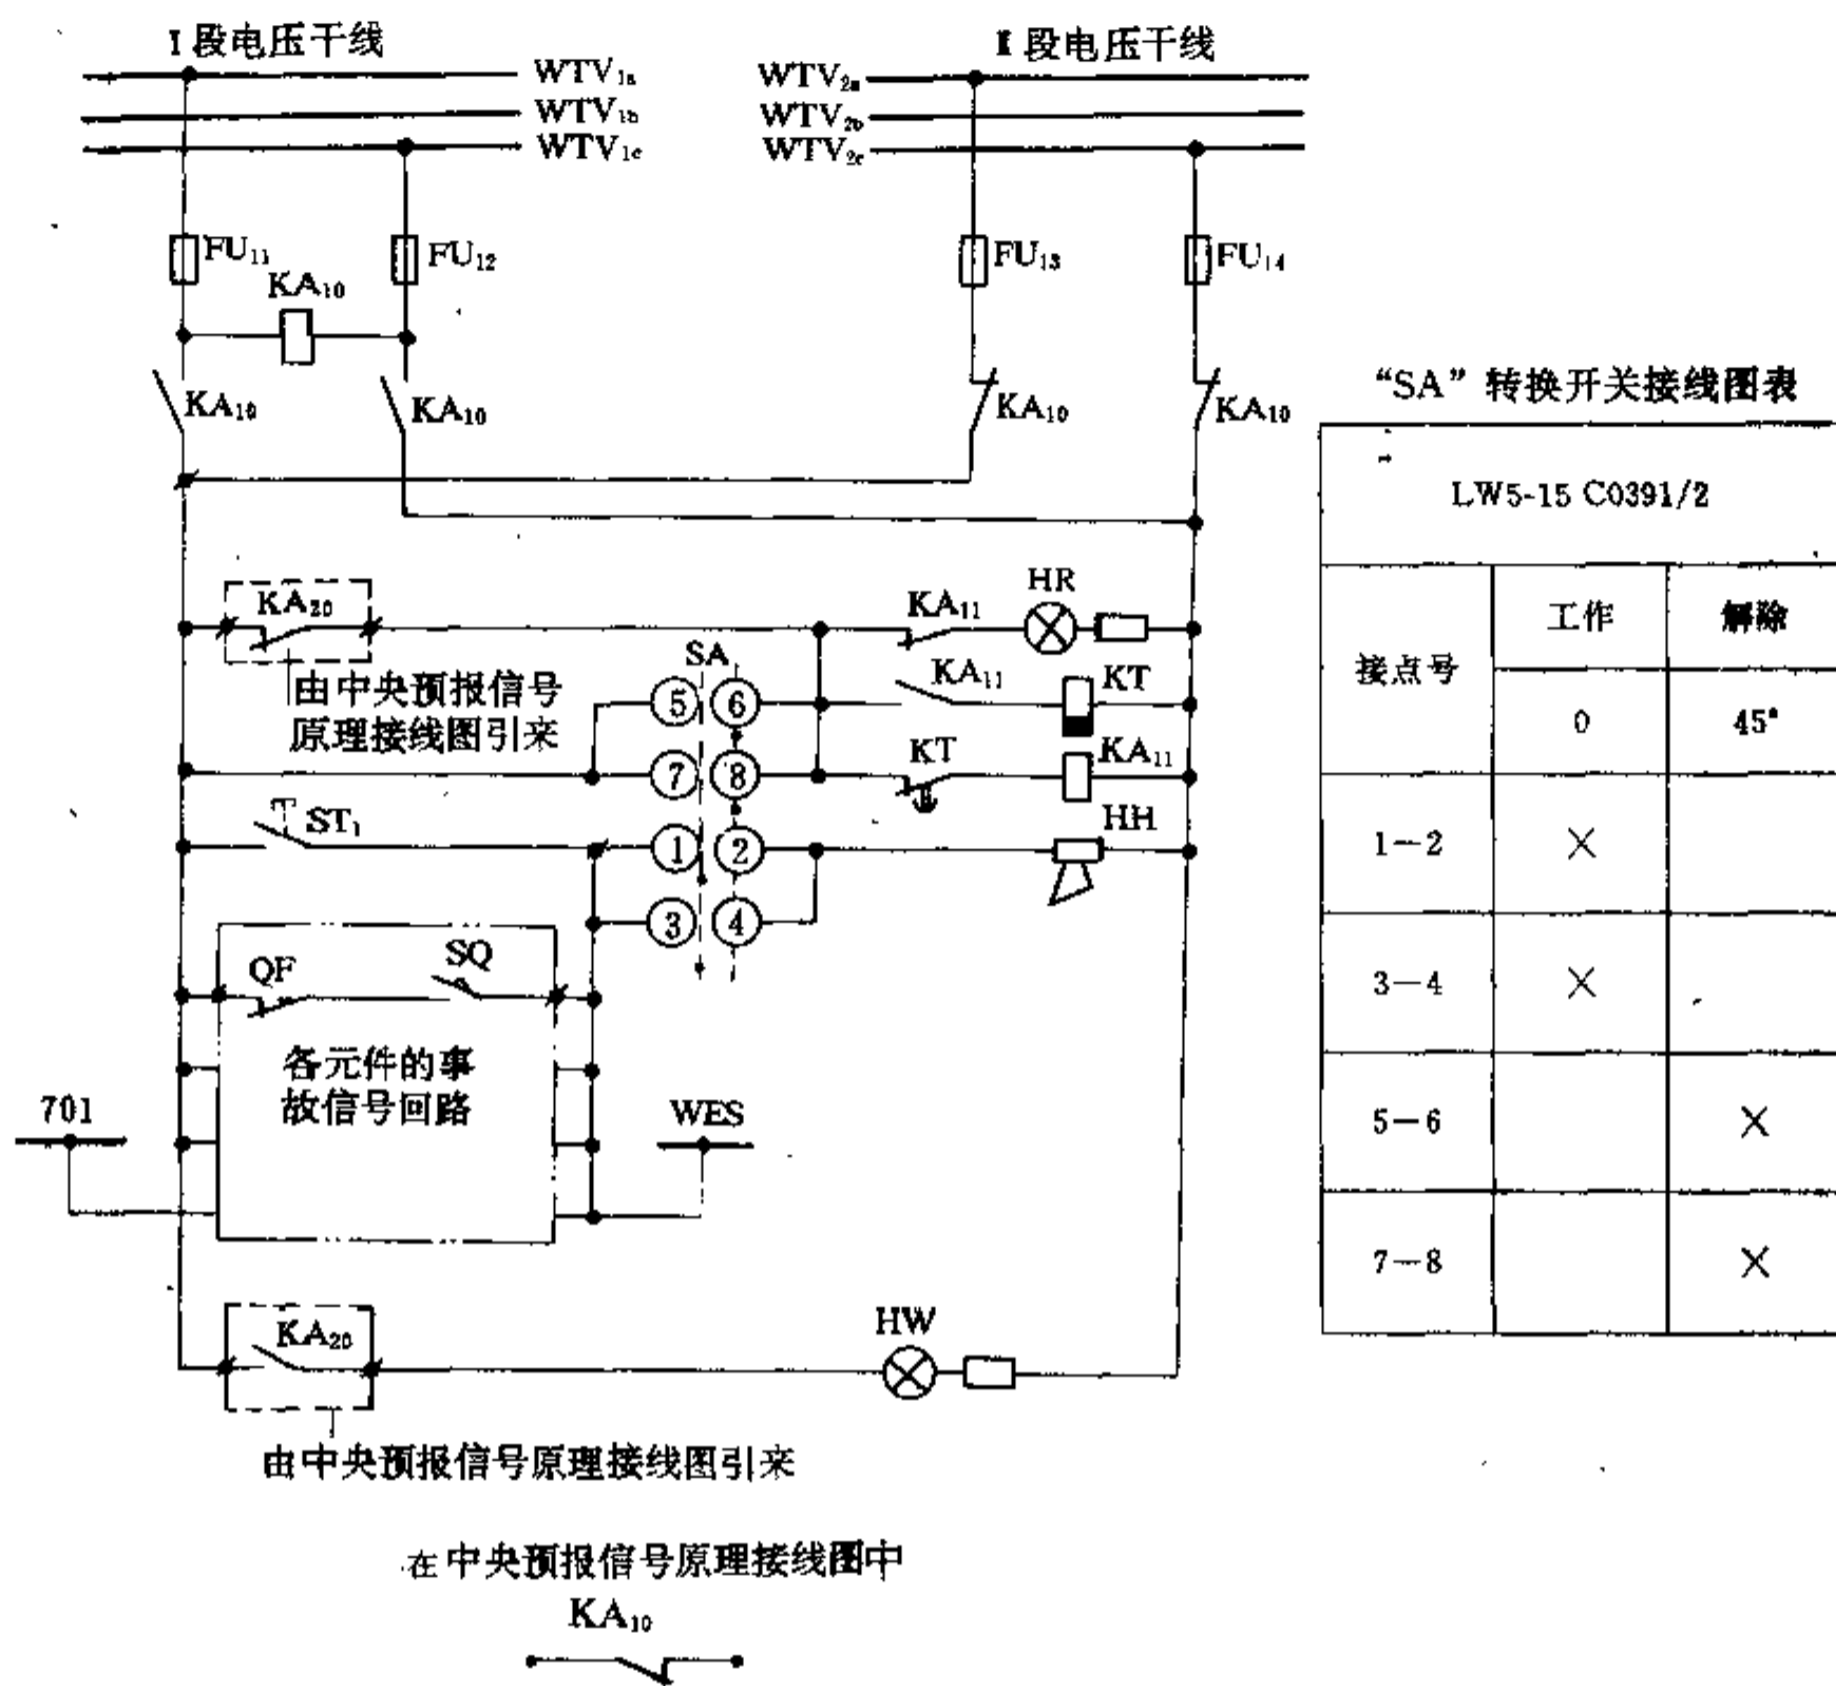 I段电压干线
II段电压干线
WTV1a
WTV1b
WTV1c
WTV2a
WTV2b
WTV2c
FU11
FU12
FU13
FU14
KA10
KA10
KA10
KA10
KA10
KA20
由中央预报信号
原理接线图引来
SA
KA11
HR
⑤
⑥
KA11
KT
⑦
⑧
KT
KA11
ST1
①
②
HH
③
④
QF
SQ
各元件的事
故信号回路
701
WES
KA20
HW
由中央预报信号原理接线图引来
在中央预报信号原理接线图中
KA10
“SA”转换开关接线图表
LW5-15 C0391/2
接点号
工作
解除
0
45°
1—2
×
3—4
×
5—6
×
7—8
×